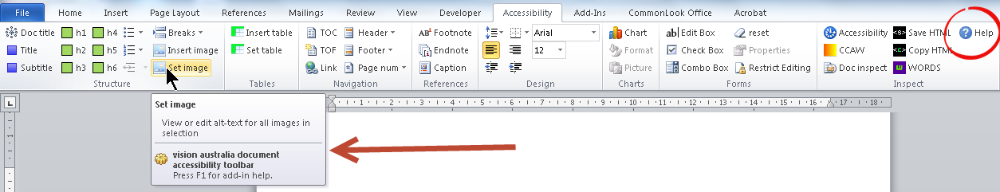 File Home Insert Page Layout References Mailings Review View Developer Accessibility Add-Ins CommonLook Office Acrobat
Doc title h1 h4 Breaks Insert table TOC Header AB¹ Footnote Arial Chart ab Edit Box reset Accessibility <S> Save HTML Help
Title h2 h5 Insert image Set table TOF Footer Endnote 12 Format Check Box Properties CCAW <C> Copy HTML
Subtitle h3 h6 Set image Link Page num Caption Picture Combo Box Restrict Editing Doc inspect W WORDS
Structure Tables Navigation References Design Charts Forms Inspect
L 1 2 3 4 5 6 7 8 9 10 11 12 13 14 15 16 17 18
Set image
View or edit alt-text for all images in
selection
vision australia document
accessibility toolbar
Press F1 for add-in help.
1